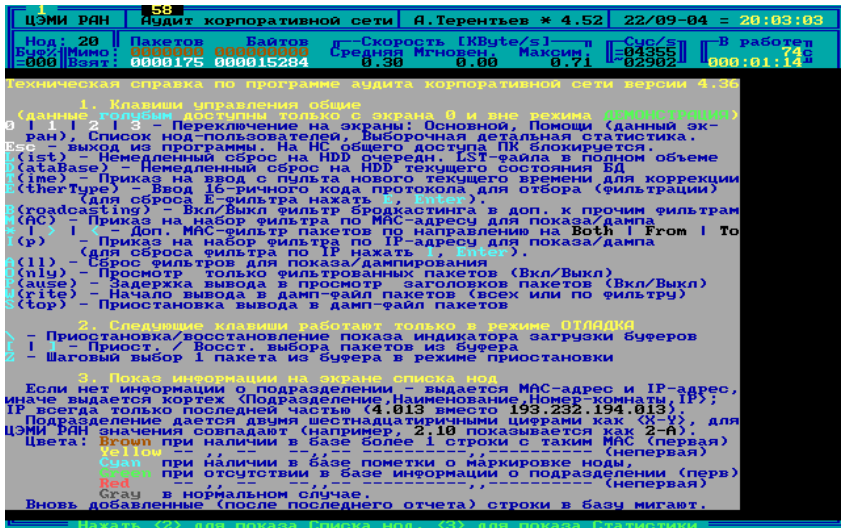 1 58
ЦЭМИ РАН Аудит корпоративной сети А.Терентьев * 4.52 22/09-04 = 20:03:03
Нод: 20 Пакетов Байтов Скорость [КByte/s] Сус/s В работе
Буф%Мимо: 0000000 000000000 Средняя Мгновен. Максим. =04355 74с
=000 Взят: 0000175 000015284 0.30 0.00 0.71 =02902 000:01:14"
Техническая справка по программе аудита корпоративной сети версии 4.36
1. Клавиши управления общие
(данные голубым доступны только с экрана 0 и вне режима ДЕМОНСТРАЦИЯ)
0 | 1 | 2 | 3 - Переключение на экраны: Основной, Помощи (данный эк-
ран), Список нод-пользователей, Выборочная детальная статистика.
Esc - выход из программы. На НС общего доступа ПК блокируется.
L(ist) - Немедленный сброс на HDD очередн. LST-файла в полном объеме
D(ataBase) - Немедленный сброс на HDD текущего состояния БД
T(ime) - Приказ на ввод с пульта нового текущего времени для коррекции
E(therType) - Ввод 16-ричного кода протокола для отбора (фильтрации)
(для сброса E-фильтра нажать E, Enter).
B(roadcasting) - Вкл/Выкл фильтр бродкастинга в доп. к прочим фильтрам
M(AC) - Приказ на набор фильтра по MAC-адресу для показа/дампа
* | > | < - Доп. MAC-фильтр пакетов по направлению на Both | From | To
I(p) - Приказ на набор фильтра по IP-адресу для показа/дампа
(для сброса фильтра по IP нажать I, Enter).
A(ll) - Сброс фильтров для показа/дампирования
O(nly) - Просмотр только фильтрованных пакетов (Вкл/Выкл)
P(ause) - Задержка вывода в просмотр заголовков пакетов (Вкл/Выкл)
W(rite) - Начало вывода в дамп-файл пакетов (всех или по фильтру)
S(top) - Приостановка вывода в дамп-файл пакетов
2. Следующие клавиши работают только в режиме ОТЛАДКА
\ - Приостановка/восстановление показа индикатора загрузки буферов
[ | ] - Приост. / Восст. выбора пакетов из буфера
Z - Шаговый выбор 1 пакета из буфера в режиме приостановки
3. Показ информации на экране списка нод
Если нет информации о подразделении - выдается MAC-адрес и IP-адрес,
иначе выдается кортеж {Подразделение,Наименование,Номер-комнаты,IP};
IP всегда только последней частью (4.013 вместо 193.232.194.013).
Подразделение дается двумя шестнадцатиричными цифрами как <X-Y>, для
ЦЭМИ РАН значения совпадают (например, 2.10 показывается как 2-A).
Цвета: Brown при наличии в базе более 1 строки с таким MAC (первая)
Yellow -- ,, -- -------- -- --------,,-------- (непервая)
Cyan при наличии в базе пометки о маркировке ноды,
Green при отсутствии в базе информации о подразделении (перв)
Red -- ,, -- -------- -- --------,,-------- (непервая)
Gray в нормальном случае.
Вновь добавленные (после последнего отчета) строки в базу мигают.
Нажать <2> для показа Списка нод, <3> для показа Статистики